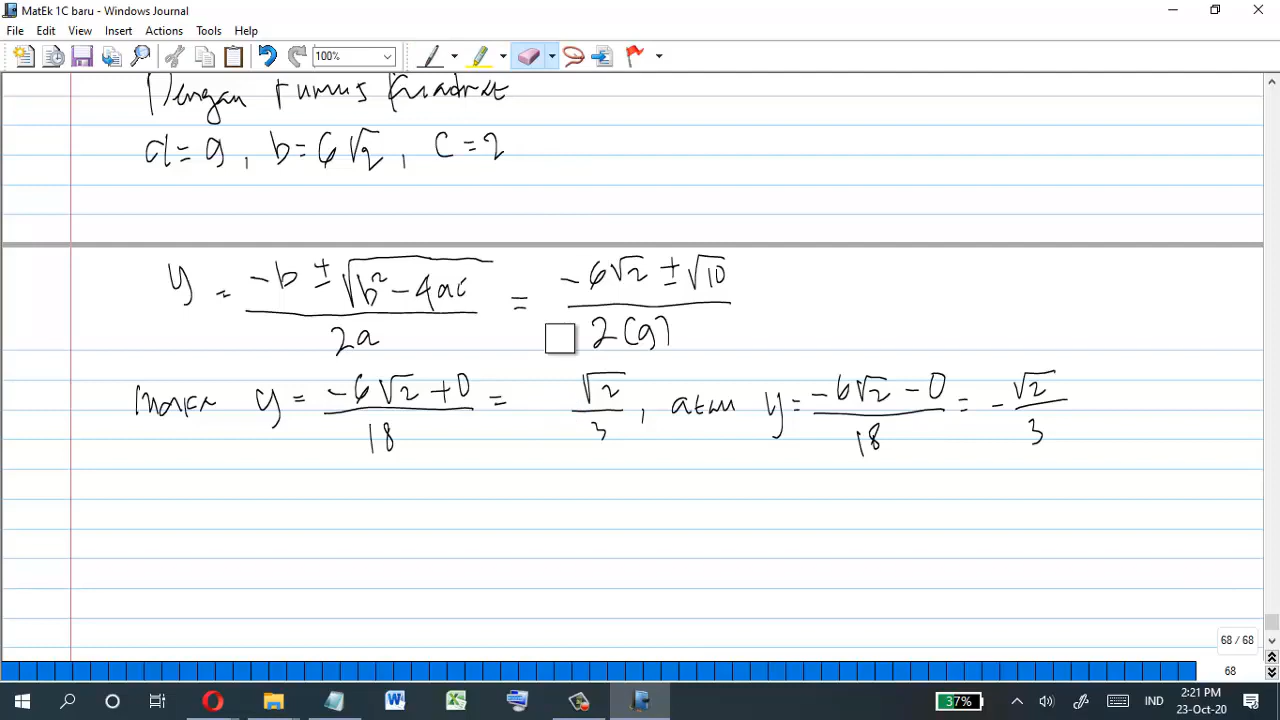 MatEk 1C baru - Windows Journal
File Edit View Insert Actions Tools Help
100%
Dengan rumus Kuadrat
a = 9, b = 6√2, c = 2
y = (-b ± √(b² - 4ac))/(2a) = (-6√2 ± √10)/(2(9))
maka y = (-6√2 + 0)/18 = √2/3, atau y = (-6√2 - 0)/18 = -√2/3
68 / 68
68
37%
IND
2:21 PM
23-Oct-20